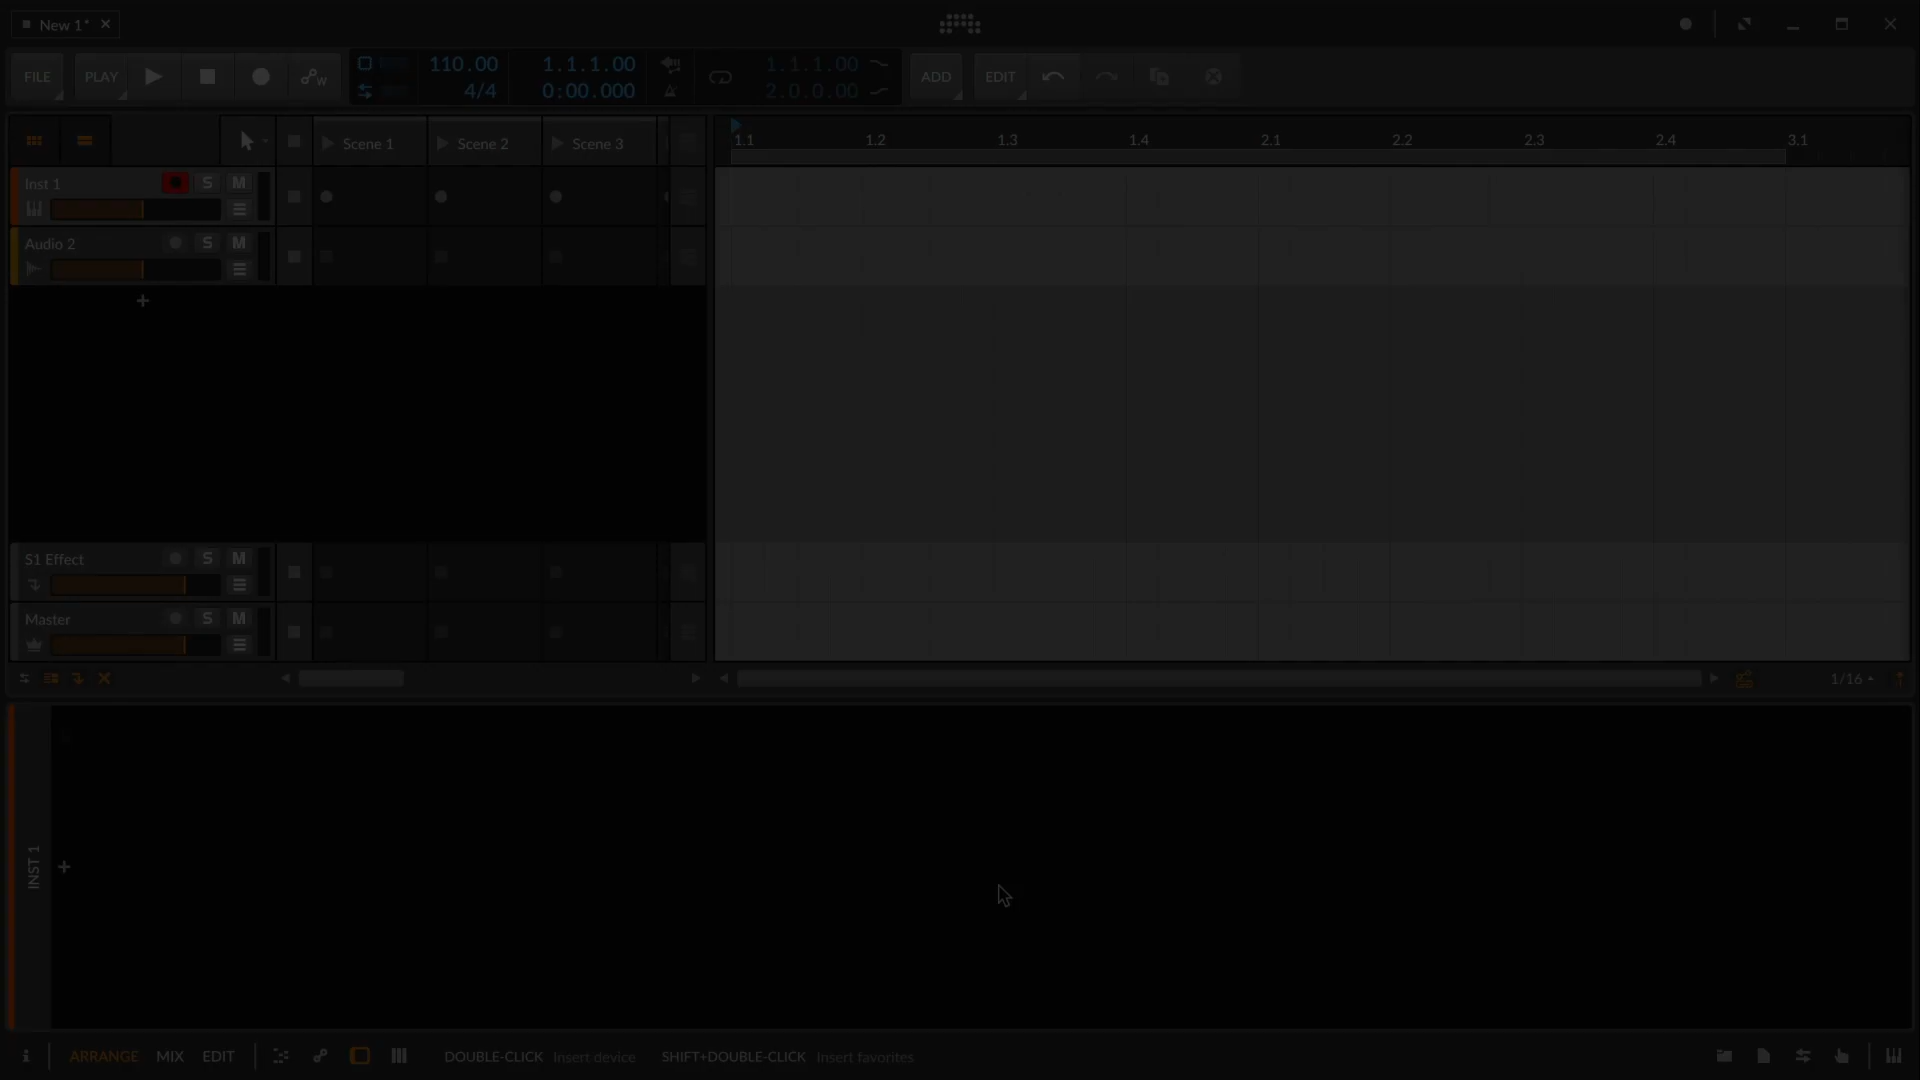 New 1*
FILE PLAY W 110.00 1.1.1.00 1.1.1.00 ADD EDIT
4/4 0:00.000 2.0.0.00
Scene 1 Scene 2 Scene 3 1.1 1.2 1.3 1.4 2.1 2.2 2.3 2.4 3.1
Inst 1 S M
Audio 2 S M
+
S1 Effect S M
Master S M
1/16
INST 1
+
i ARRANGE MIX EDIT DOUBLE-CLICK Insert device SHIFT+DOUBLE-CLICK Insert favorites